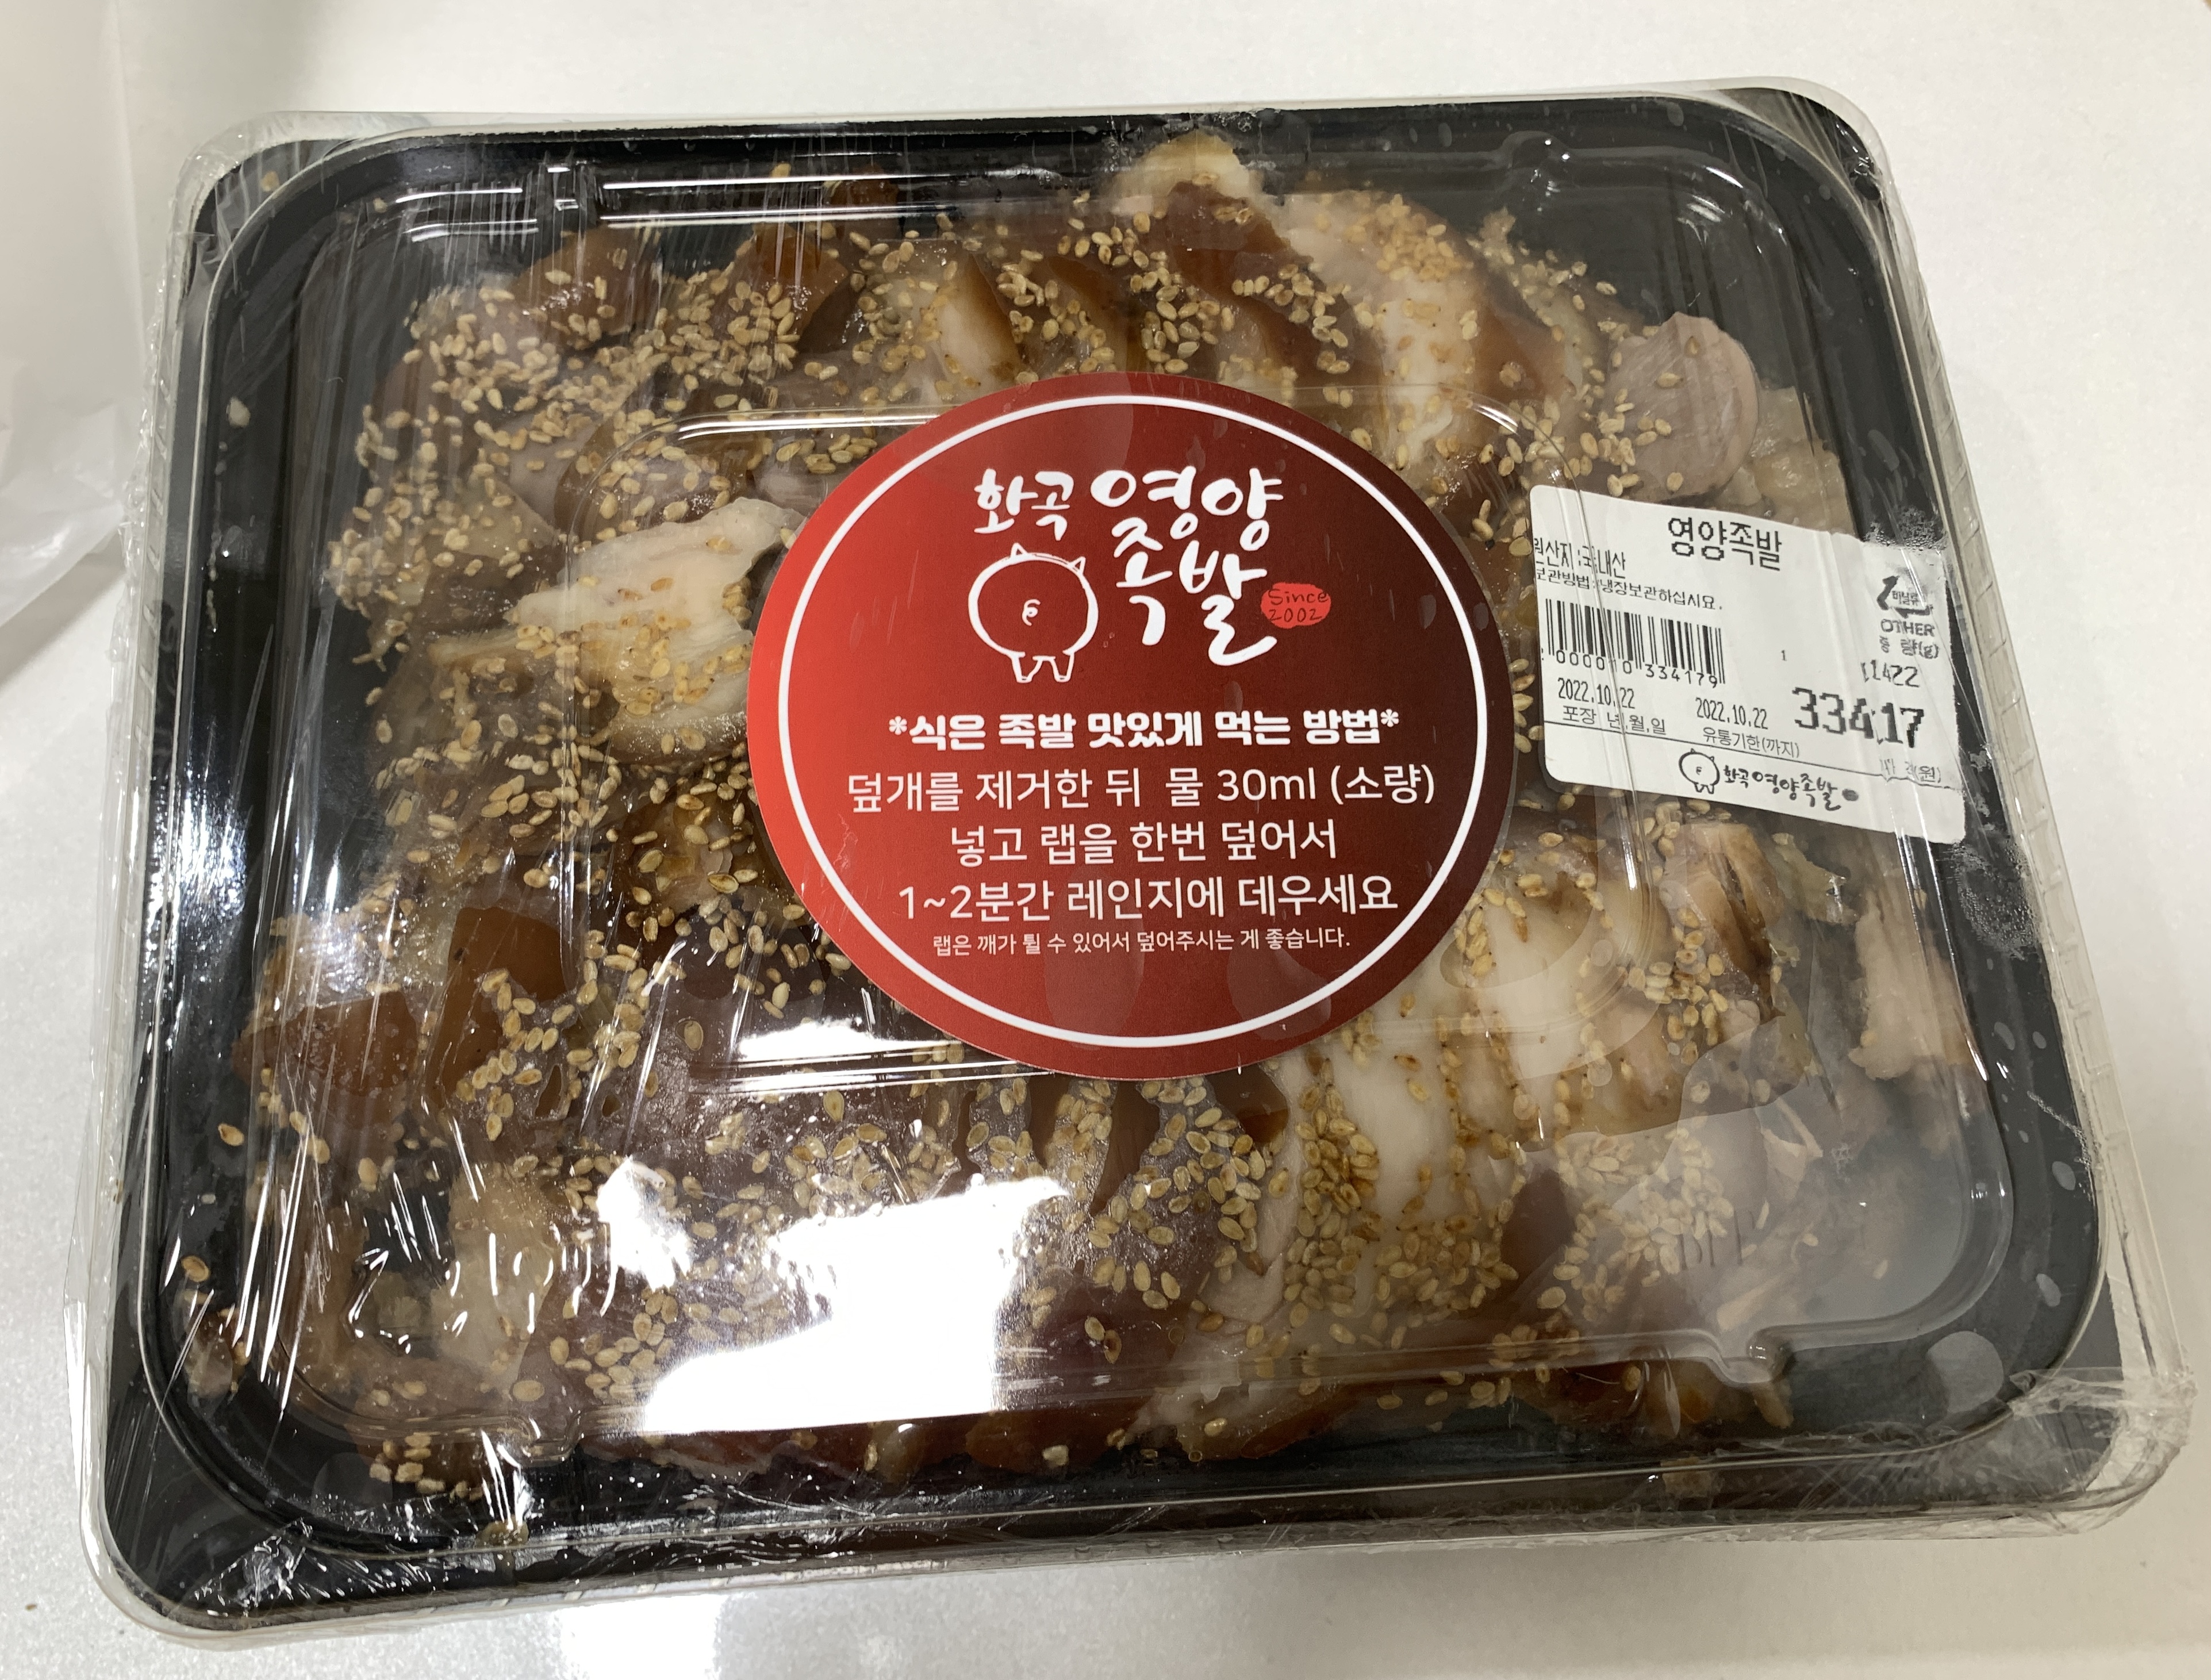 화곡 영양
족발
Since
2002
*식은 족발 맛있게 먹는 방법*
덮개를 제거한 뒤 물 30ml (소량)
넣고 랩을 한번 덮어서
1~2분간 레인지에 데우세요
랩은 깨가 튈 수 있어서 덮어주시는 게 좋습니다.
영양족발
원산지:국내산
보관방법:냉장보관하십시요.
OTHER
중 량(g)
1422
2022.10.22
2022.10.22
33417
포장 년,월,일
유통기한(까지)
화곡영양족발